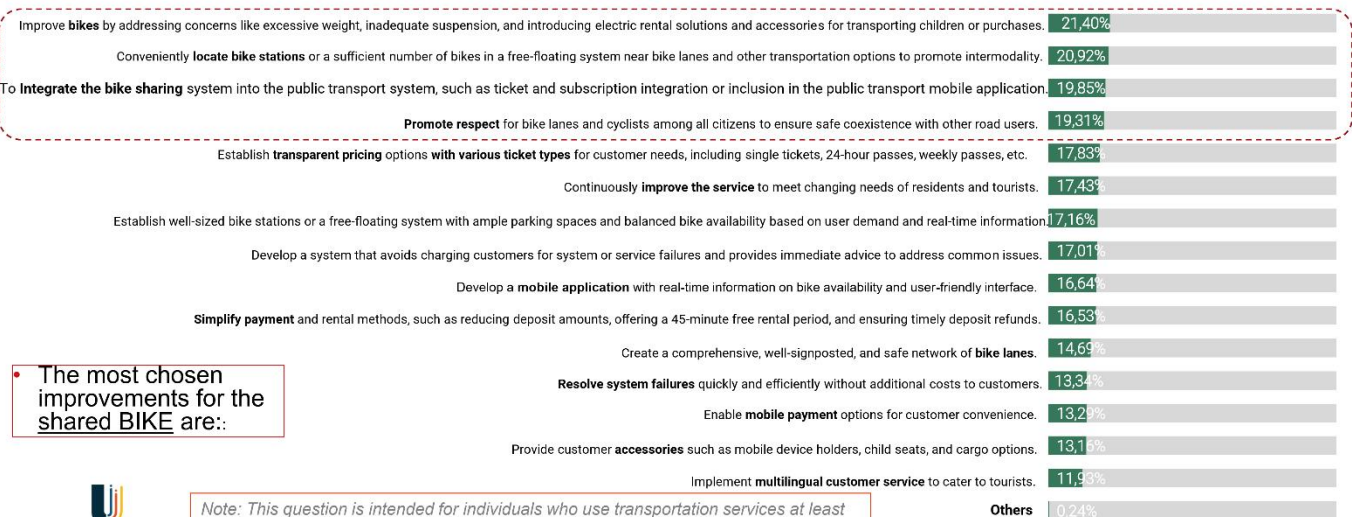 Improve bikes by addressing concerns like excessive weight, inadequate suspension, and introducing electric rental solutions and accessories for transporting children or purchases. 21,40%
Conveniently locate bike stations or a sufficient number of bikes in a free-floating system near bike lanes and other transportation options to promote intermodality. 20,92%
To Integrate the bike sharing system into the public transport system, such as ticket and subscription integration or inclusion in the public transport mobile application. 19,85%
Promote respect for bike lanes and cyclists among all citizens to ensure safe coexistence with other road users. 19,31%
Establish transparent pricing options with various ticket types for customer needs, including single tickets, 24-hour passes, weekly passes, etc. 17,83%
Continuously improve the service to meet changing needs of residents and tourists. 17,43%
Establish well-sized bike stations or a free-floating system with ample parking spaces and balanced bike availability based on user demand and real-time information. 17,16%
Develop a system that avoids charging customers for system or service failures and provides immediate advice to address common issues. 17,01%
Develop a mobile application with real-time information on bike availability and user-friendly interface. 16,64%
Simplify payment and rental methods, such as reducing deposit amounts, offering a 45-minute free rental period, and ensuring timely deposit refunds. 16,53%
Create a comprehensive, well-signposted, and safe network of bike lanes. 14,69%
Resolve system failures quickly and efficiently without additional costs to customers. 13,34%
Enable mobile payment options for customer convenience. 13,29%
Provide customer accessories such as mobile device holders, child seats, and cargo options. 13,16%
Implement multilingual customer service to cater to tourists. 11,93%
Others 0.24%
• The most chosen
improvements for the
shared BIKE are::
Note: This question is intended for individuals who use transportation services at least